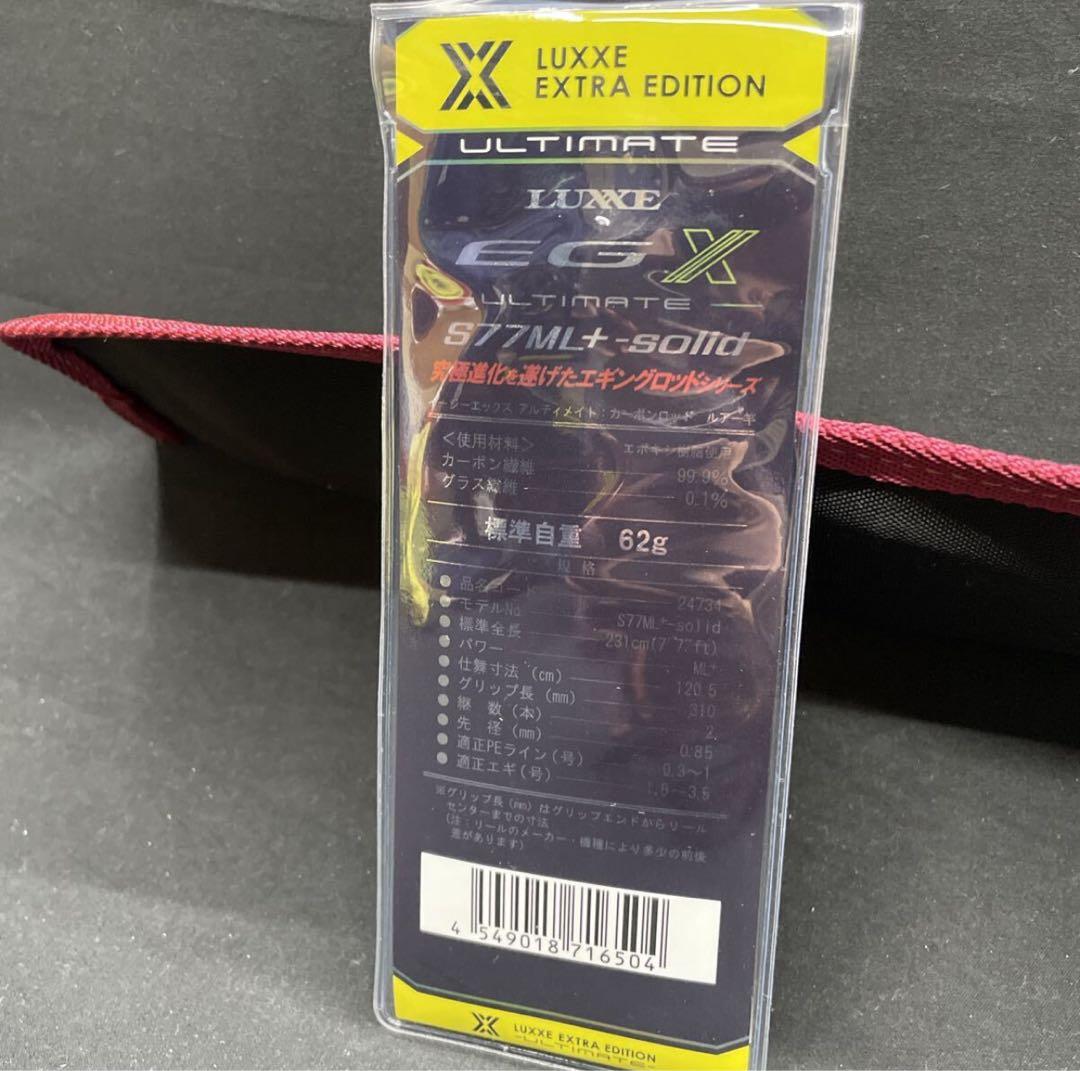 LUXXE
EXTRA EDITION
ULTIMATE
LUXXE
EG X
ULTIMATE
S77ML+-solid
究極進化を遂げたエギングロッドシリーズ
イージーエックス アルティメイト：カーボンロッド ルアー竿
＜使用材料＞ エポキシ樹脂使用
カーボン繊維 99.9%
グラス繊維 0.1%
標準自重 62g
規格
●品名コード 24734
●モデルNo S77ML+-solid
●標準全長 231cm(7'7"ft)
●パワー ML+
●仕舞寸法（cm） 120.5
●グリップ長（mm） 310
●継数（本） 2
●先径（mm） 0.85
●適正PEライン（号） 0.3～1
●適正エギ（号） 1.8～3.5
※グリップ長（mm）はグリップエンドからリール
センターまでの寸法
（注：リールのメーカー・機種により多少の前後
差があります）
4 549018 716504
LUXXE EXTRA EDITION
-ULTIMATE-